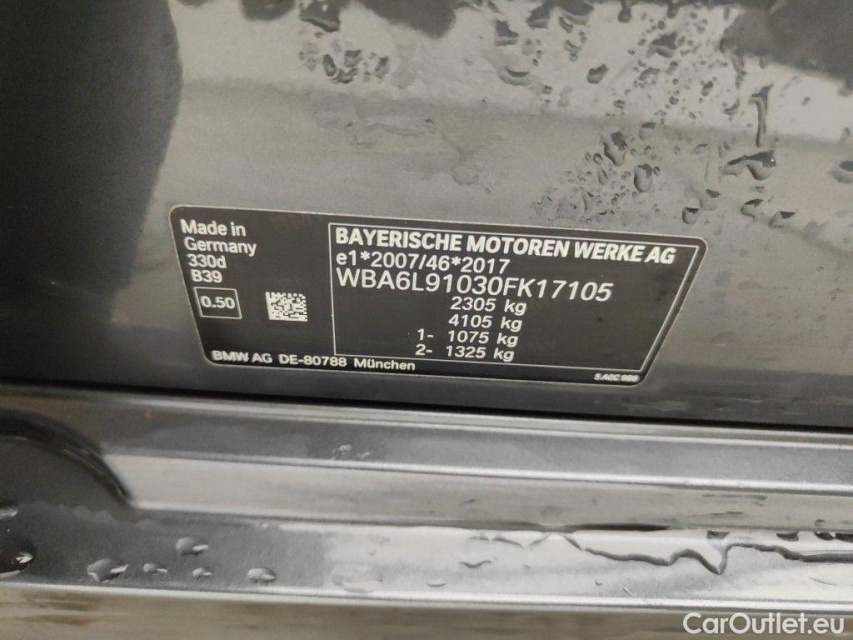 Made in
Germany
330d
B39
0.50
BMW AG DE-80788 München
BAYERISCHE MOTOREN WERKE AG
e1*2007/46*2017
WBA6L91030FK17105
2305 kg
4105 kg
1- 1075 kg
2- 1325 kg
CarOutlet.eu